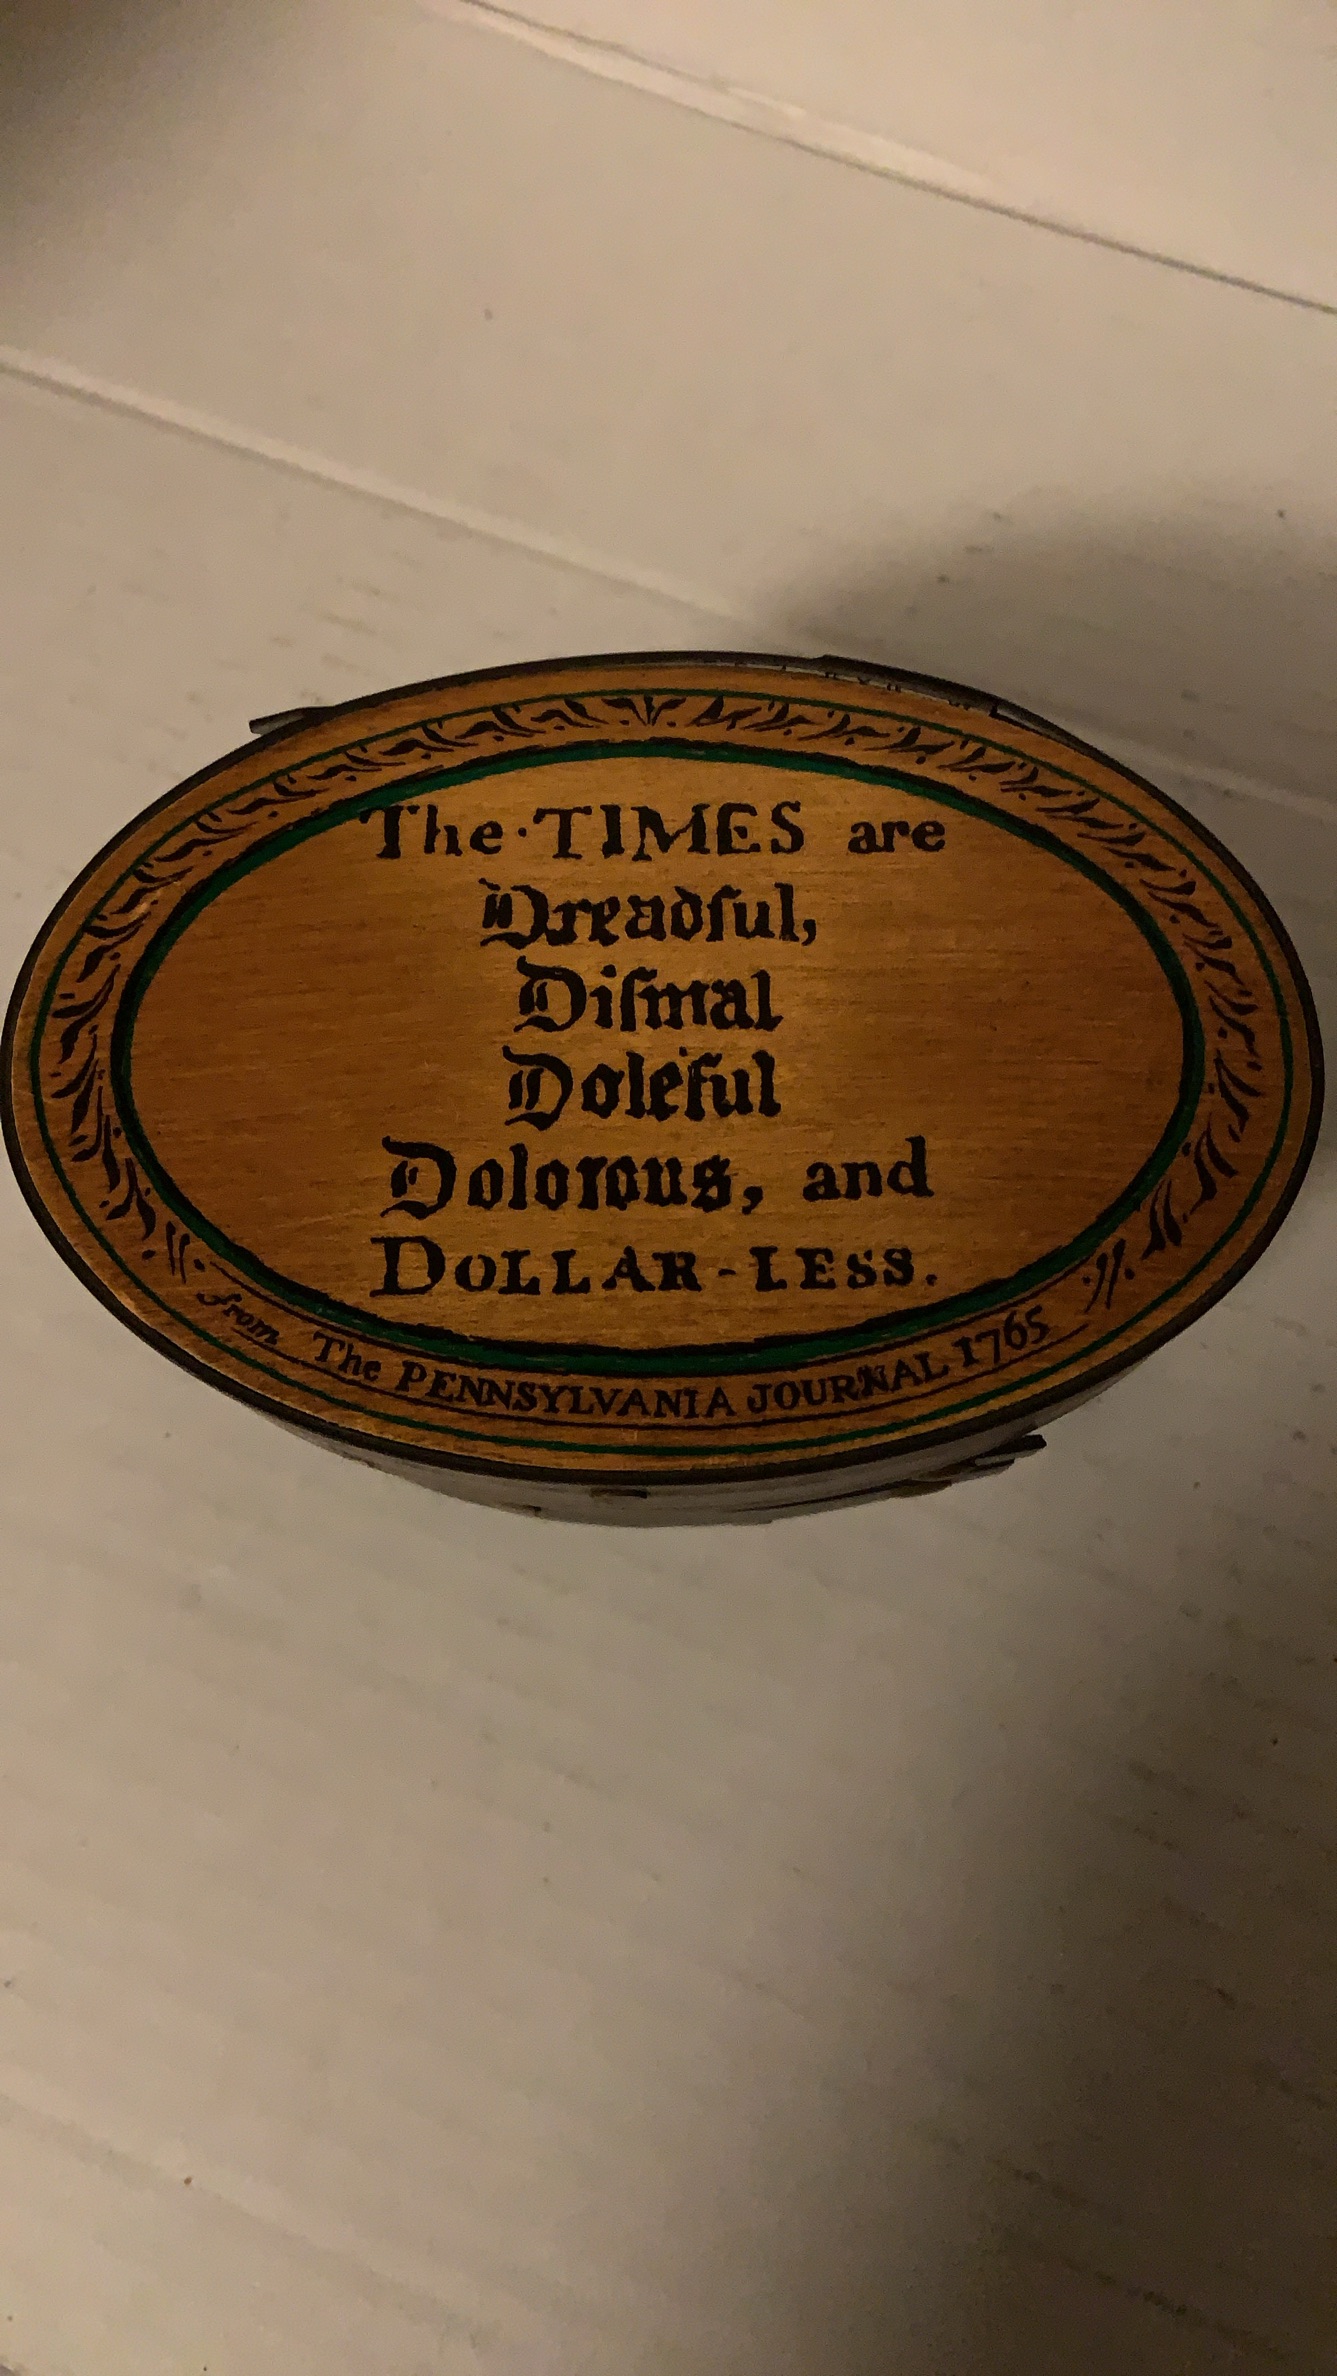 The·TIMES are
Dreadful,
Diſmal
Doleful
Dolorous, and
DOLLAR-LESS.
from The PENNSYLVANIA JOURNAL 1765